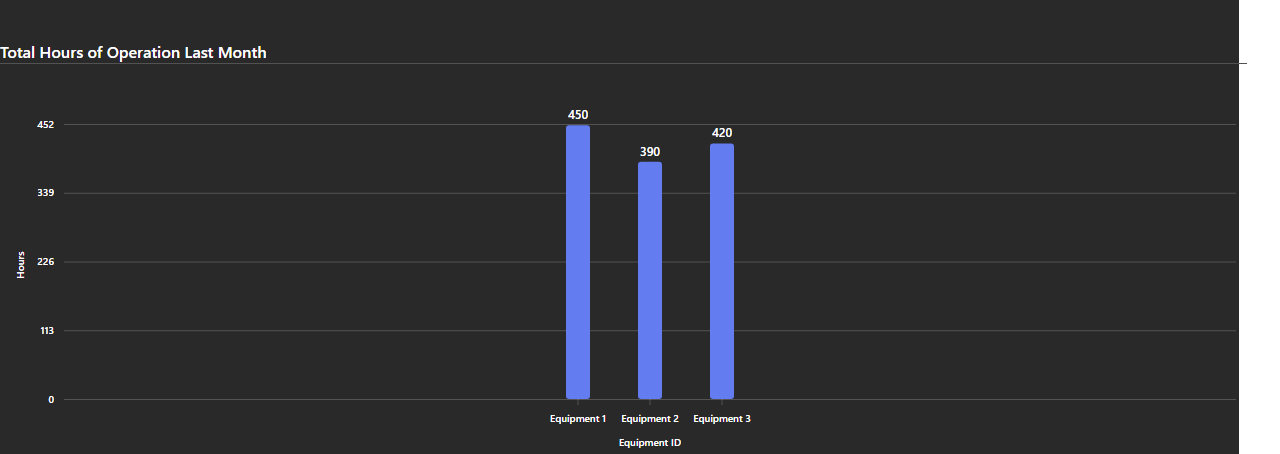 Total Hours of Operation Last Month
450
420
390
452
339
226
113
0
Hours
Equipment 1 Equipment 2 Equipment 3
Equipment ID